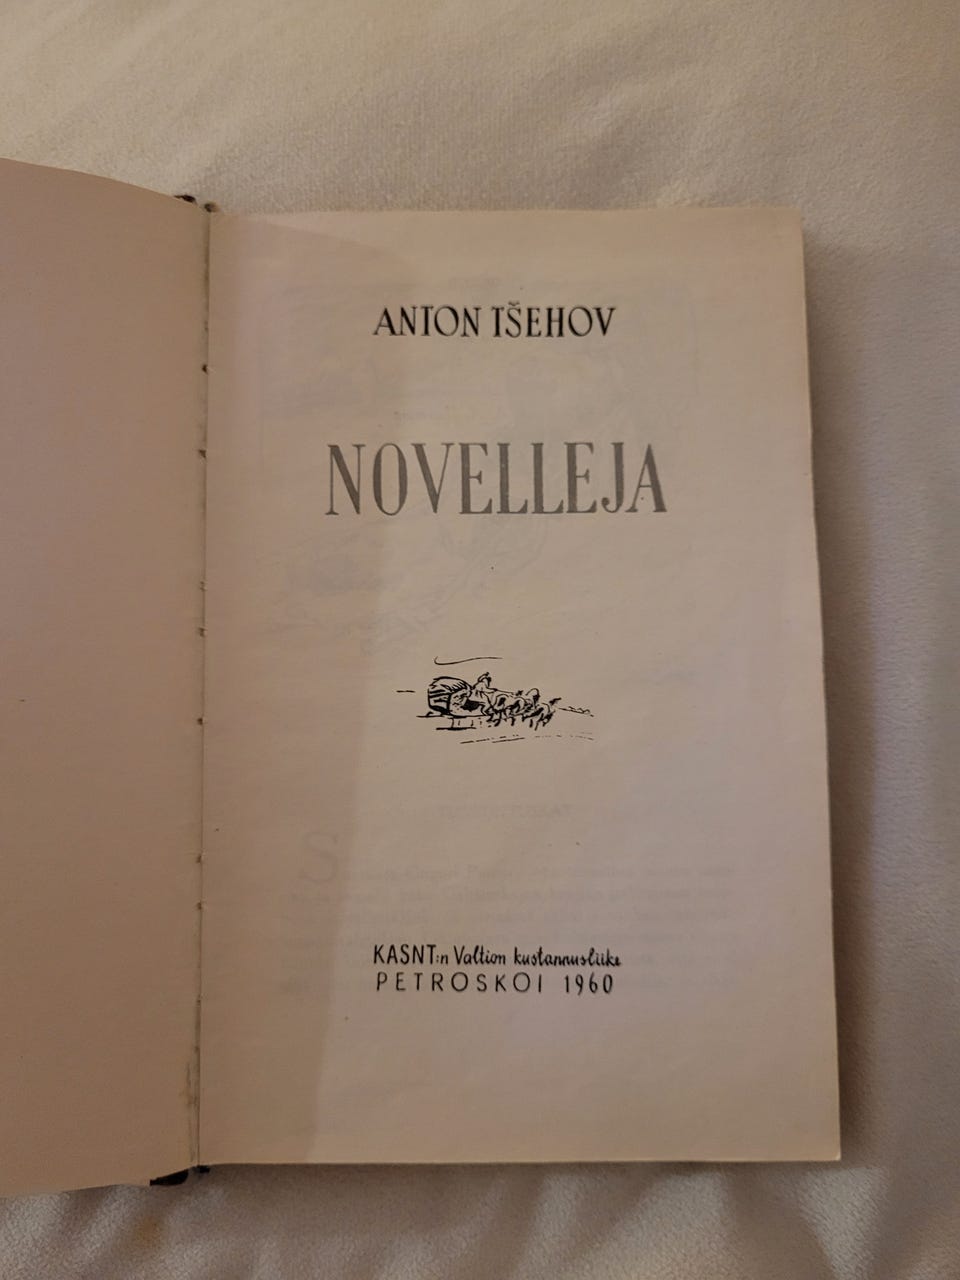 ANTON TŠEHOV
NOVELLEJA
KASNT:n Valtion kustannusliike
PETROSKOI 1960